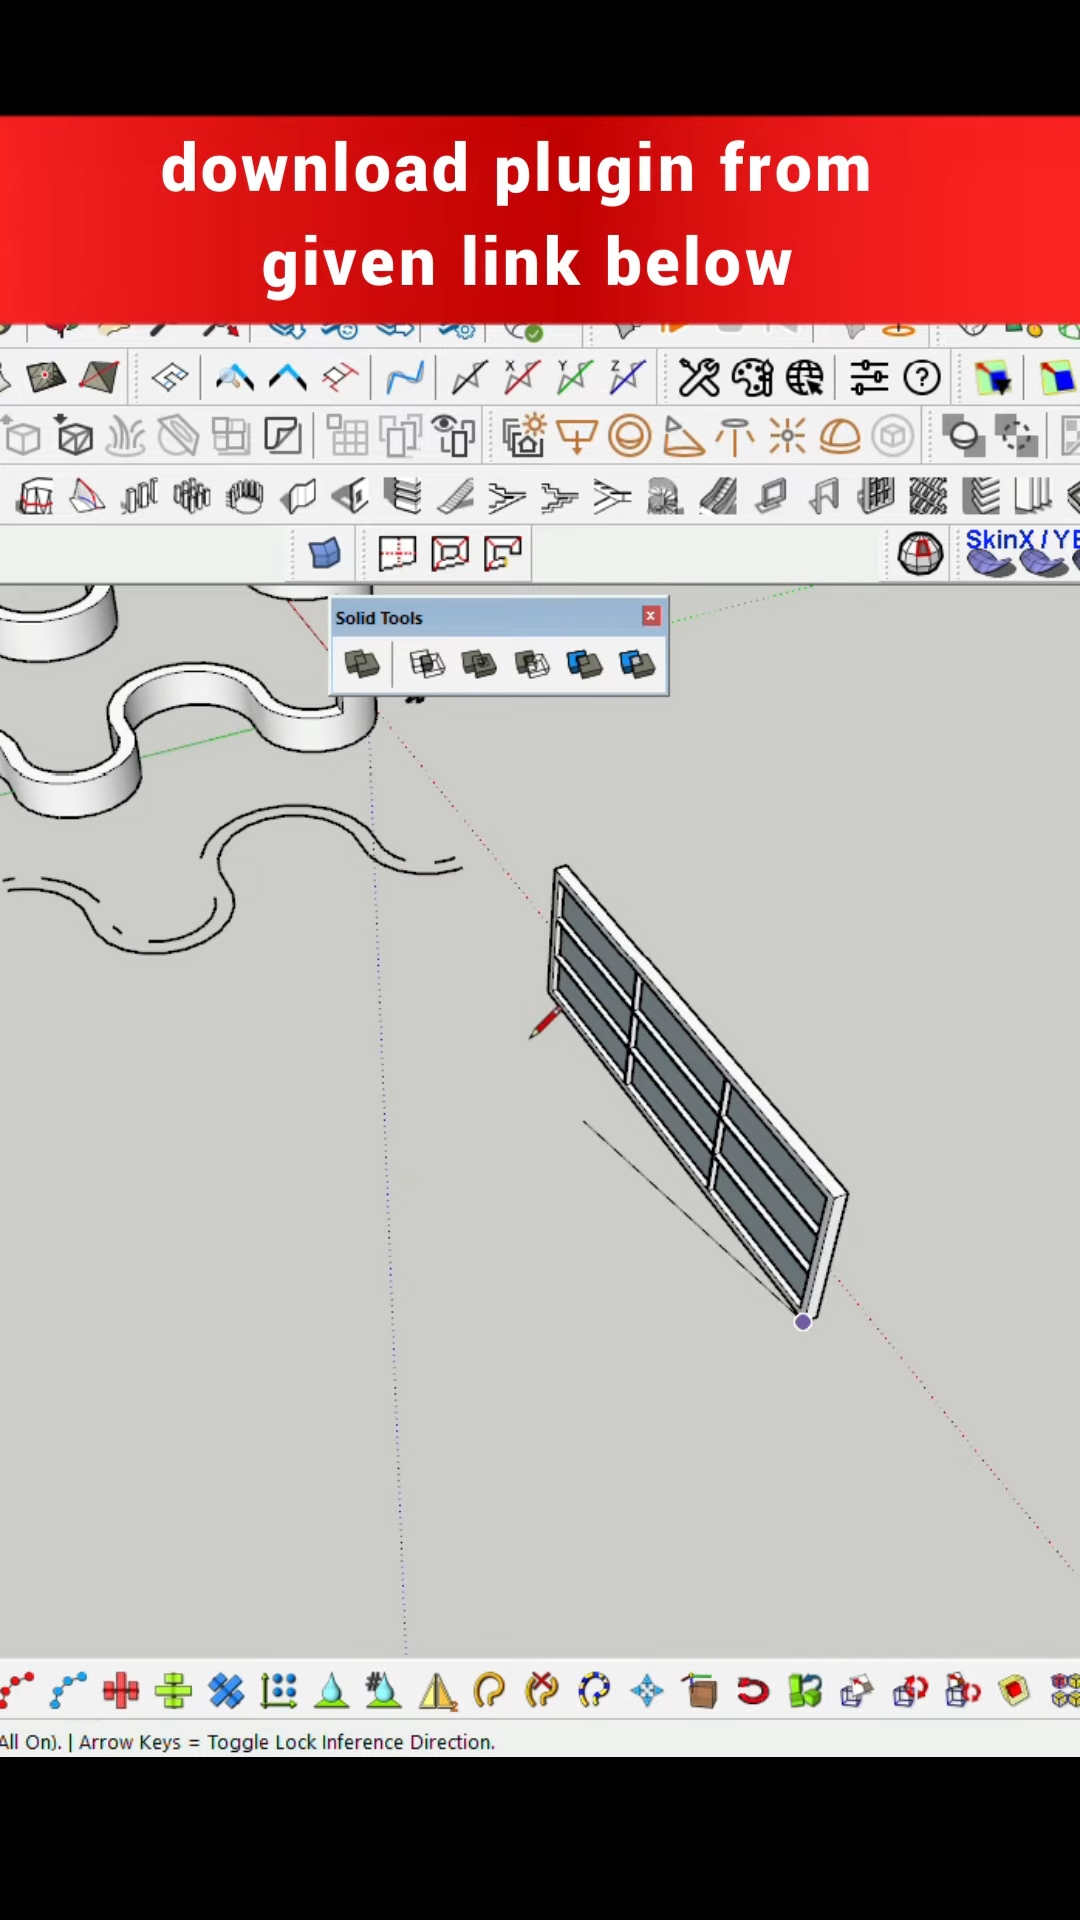 download plugin from
given link below
X
Y
Z
SkinX / YE
Solid Tools
All On). | Arrow Keys = Toggle Lock Inference Direction.